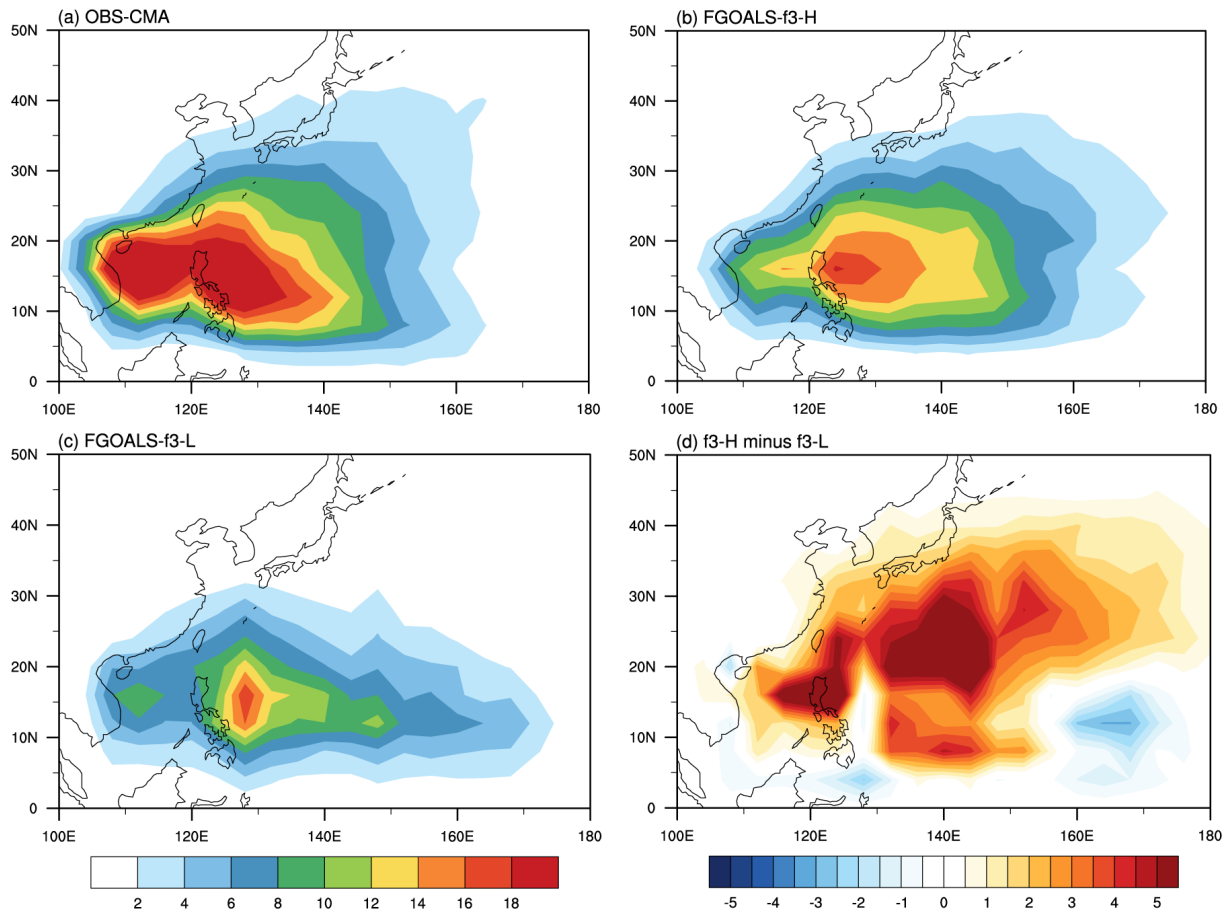 (a) OBS-CMA
50N
40N
30N
20N
10N
0
100E 120E 140E 160E 180
(b) FGOALS-f3-H
50N
40N
30N
20N
10N
0
100E 120E 140E 160E 180
(c) FGOALS-f3-L
50N
40N
30N
20N
10N
0
100E 120E 140E 160E 180
(d) f3-H minus f3-L
50N
40N
30N
20N
10N
0
100E 120E 140E 160E 180
2 4 6 8 10 12 14 16 18
-5 -4 -3 -2 -1 0 1 2 3 4 5